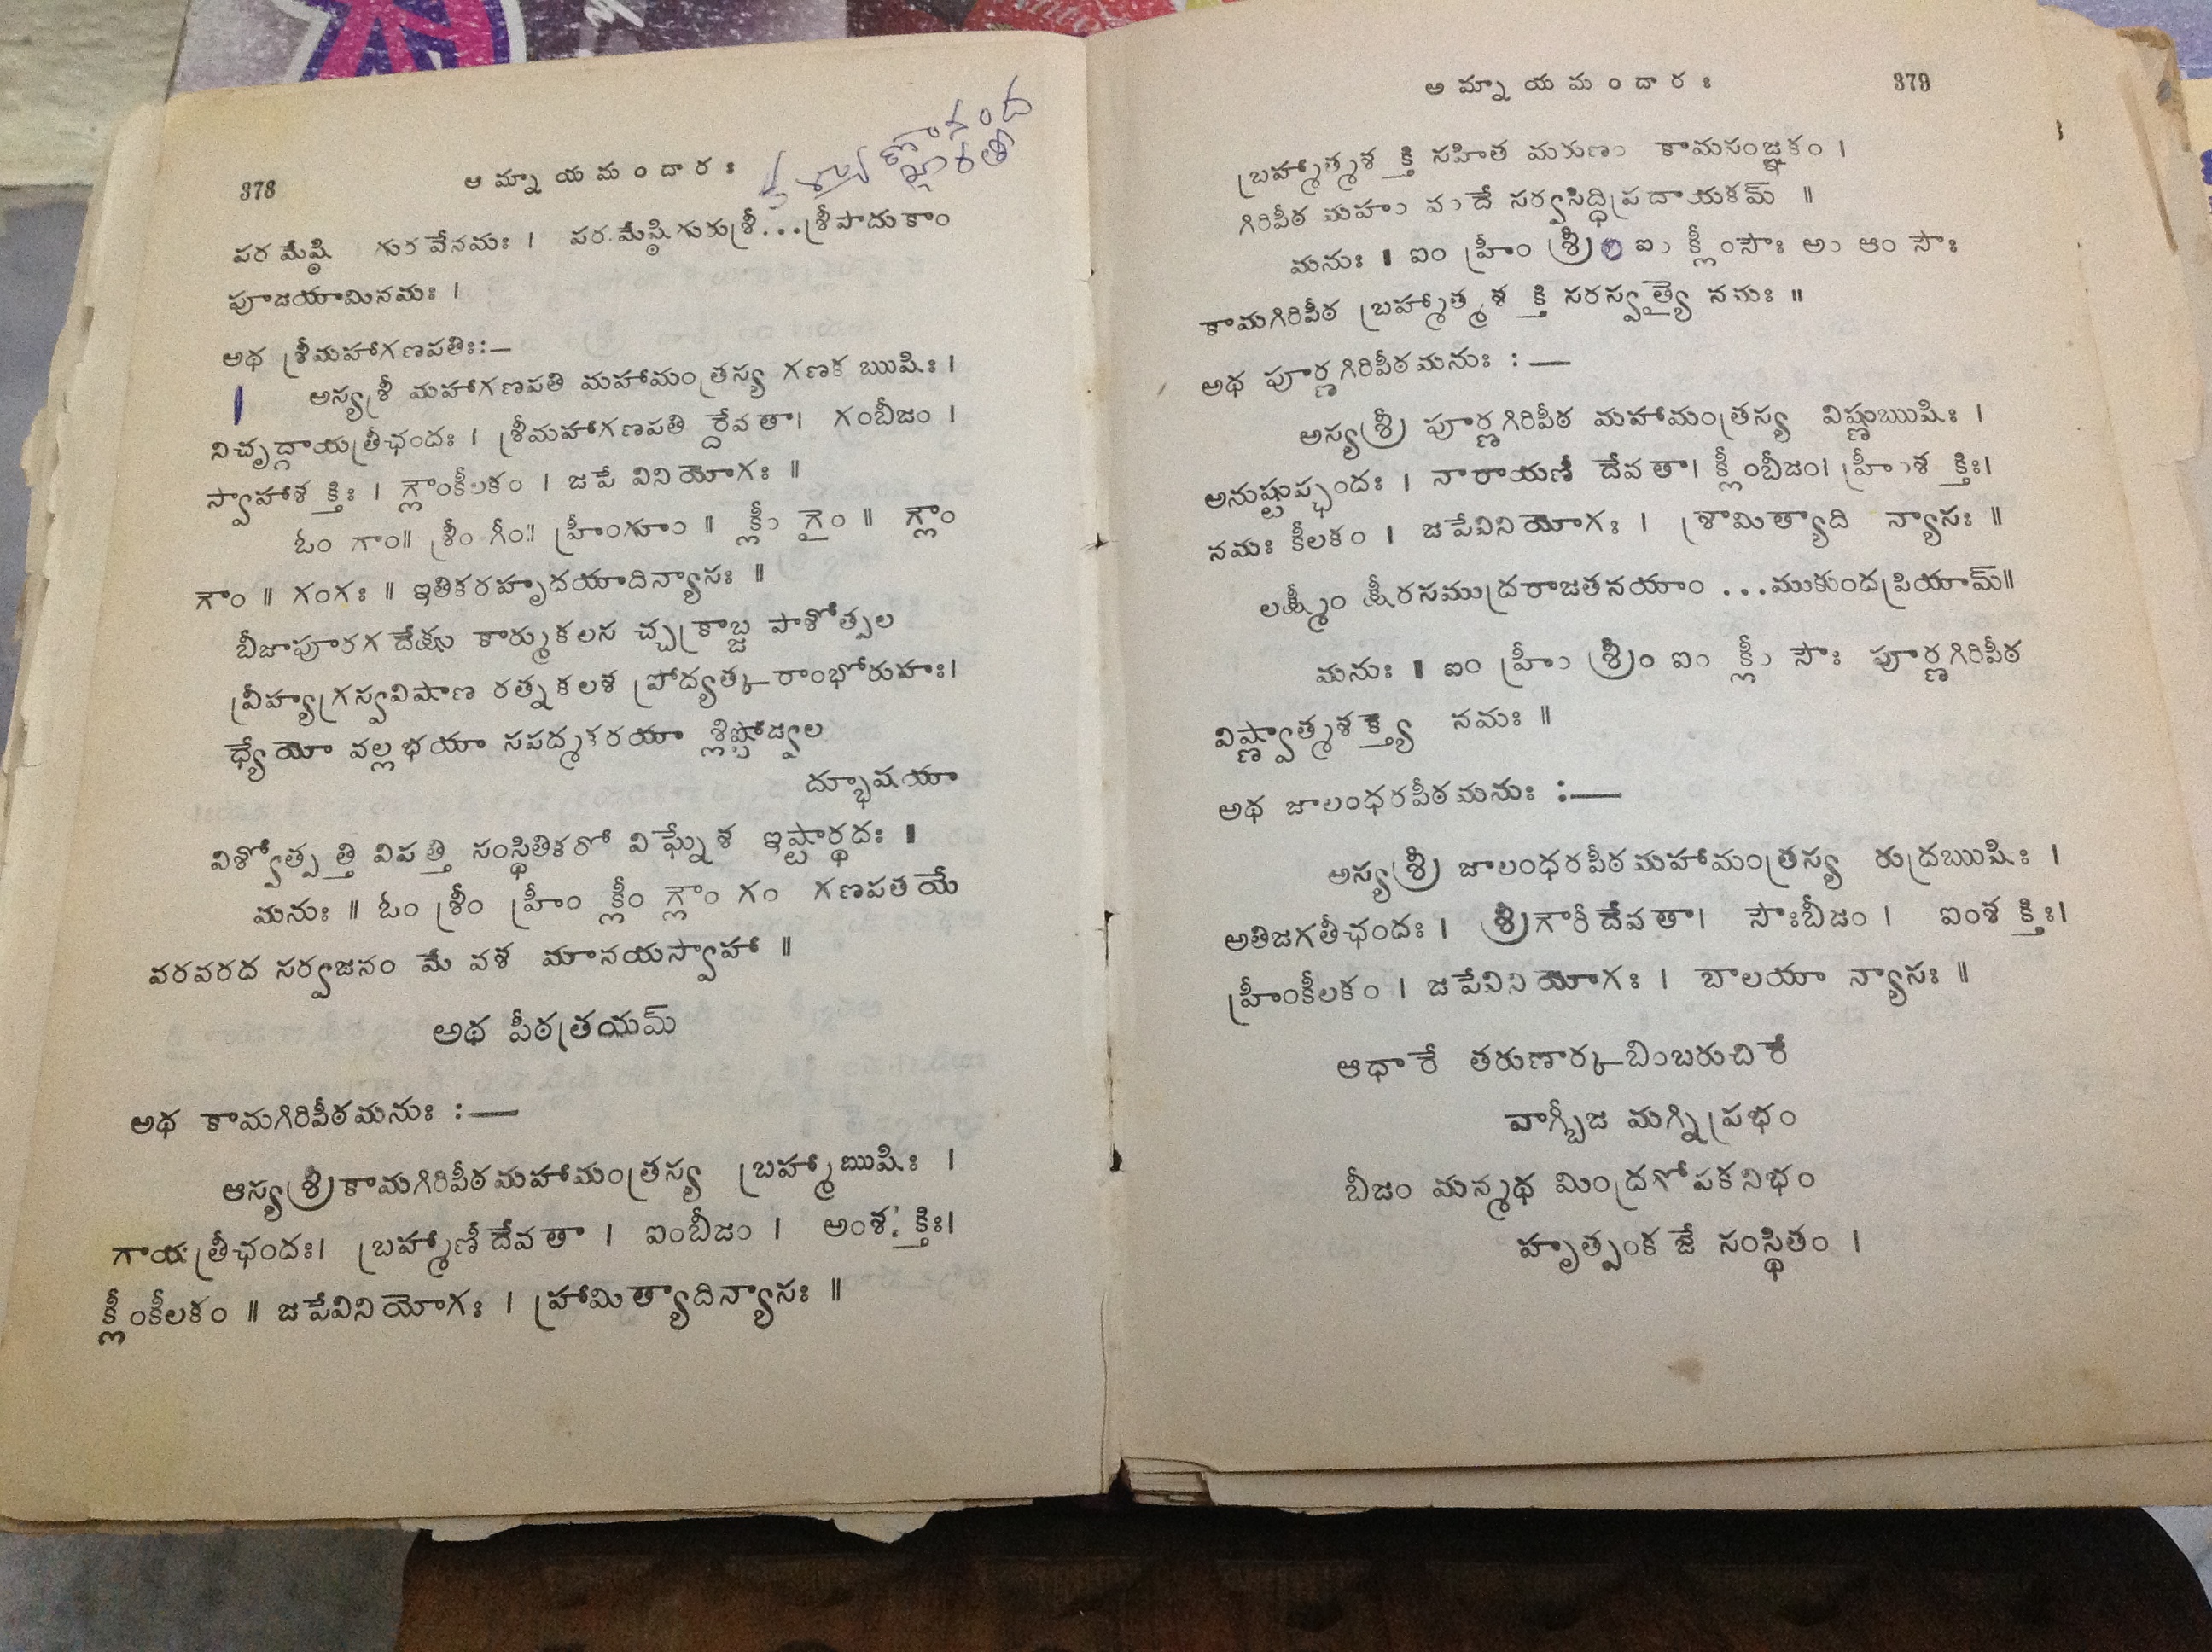 378
ఆమ్నాయమందారః
పరమేష్ఠి గురవేనమః । పరమేష్ఠిగురుశ్రీ...శ్రీపాదుకాం
పూజయామినమః ।
అథ శ్రీమహాగణపతిః:—
అస్యశ్రీ మహాగణపతి మహామంత్రస్య గణక ఋషిః ।
నిచృద్గాయత్రీఛందః । శ్రీమహాగణపతి ర్దేవతా। గంబీజం ।
స్వాహాశక్తిః । గ్లాంకీలకం । జపే వినియోగః ॥
ఓం గాం॥ శ్రీం గీం॥ హ్రీంగూం ॥ క్లీం గైం ॥ గ్లాం
గాం ॥ గంగః ॥ ఇతికరహృదయాదిన్యాసః ॥
బీజాపూరగదేక్షు కార్ముకలస చ్చక్రాబ్జ పాశోత్పల
వ్రీహ్యగ్రస్వవిషాణ రత్నకలశ ప్రోద్యత్కరాంభోరుహః।
ధ్యేయో వల్లభయా సపద్మకరయా శ్లిష్టోజ్వల
ద్భూషయా
విశ్వోత్పత్తి విపత్తి సంస్థితికరో విఘ్నేశ ఇష్టార్థదః ॥
మనుః ॥ ఓం శ్రీం హ్రీం క్లీం గ్లాం గం గణపతయే
వరవరద సర్వజనం మే వశ మానయస్వాహా ॥
అథ పీఠత్రయమ్
అథ కామగిరిపీఠమనుః :—
ఆస్యశ్రీకామగిరిపీఠమహామంత్రస్య బ్రహ్మాఋషిః ।
గాయత్రీఛందః। బ్రహ్మాణీదేవతా । ఐంబీజం । అంశక్తిః।
క్లీంకీలకం ॥ జపేవినియోగః । హ్రామిత్యాదిన్యాసః ॥
ఆమ్నాయమందారః
379
బ్రహ్మాత్మశక్తి సహిత మరుణం కామసంజ్ఞకం ।
గిరిపీఠ మహం వందే సర్వసిద్ధిప్రదాయకమ్ ॥
మనుః ॥ ఐం హ్రీం శ్రీం ఐం క్లీంసౌః అం ఆం సౌః
కామగిరిపీఠ బ్రహ్మాత్మశక్తి సరస్వత్యై నమః ॥
అథ పూర్ణగిరిపీఠమనుః :—
అస్యశ్రీ పూర్ణగిరిపీఠ మహామంత్రస్య విష్ణుఋషిః ।
అనుష్టుప్ఛందః । నారాయణీ దేవతా। క్లీంబీజం। హ్రీంశక్తిః।
నమః కీలకం । జపేవినియోగః । శ్రామిత్యాది న్యాసః ॥
లక్ష్మీం క్షీరసముద్రరాజతనయాం ...ముకుందప్రియామ్॥
మనుః ॥ ఐం హ్రీం శ్రీం ఐం క్లీం సౌః పూర్ణగిరిపీఠ
విష్ణ్వాత్మశక్త్యై నమః ॥
అథ జాలంధరపీఠమనుః :—
అస్యశ్రీ జాలంధరపీఠమహామంత్రస్య రుద్రఋషిః ।
అతిజగతీఛందః । శ్రీగౌరీదేవతా। సౌఃబీజం । ఐంశక్తిః।
హ్రీంకీలకం । జపేవినియోగః । బాలయా న్యాసః ॥
ఆధారే తరుణార్కబింబరుచిరే
వాగ్బీజ మగ్నిప్రభం
బీజం మన్మథ మింద్రగోపకనిభం
హృత్పంకజే సంస్థితం ।